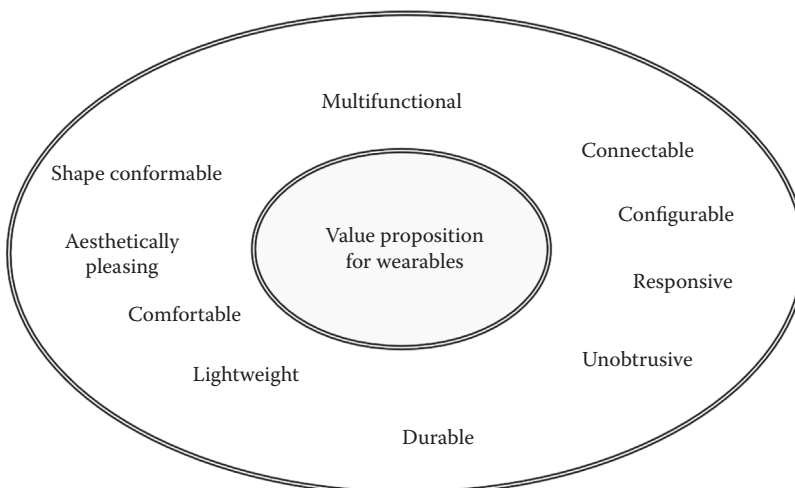 Multifunctional
Connectable
Shape conformable
Configurable
Aesthetically
pleasing
Value proposition
for wearables
Responsive
Comfortable
Unobtrusive
Lightweight
Durable